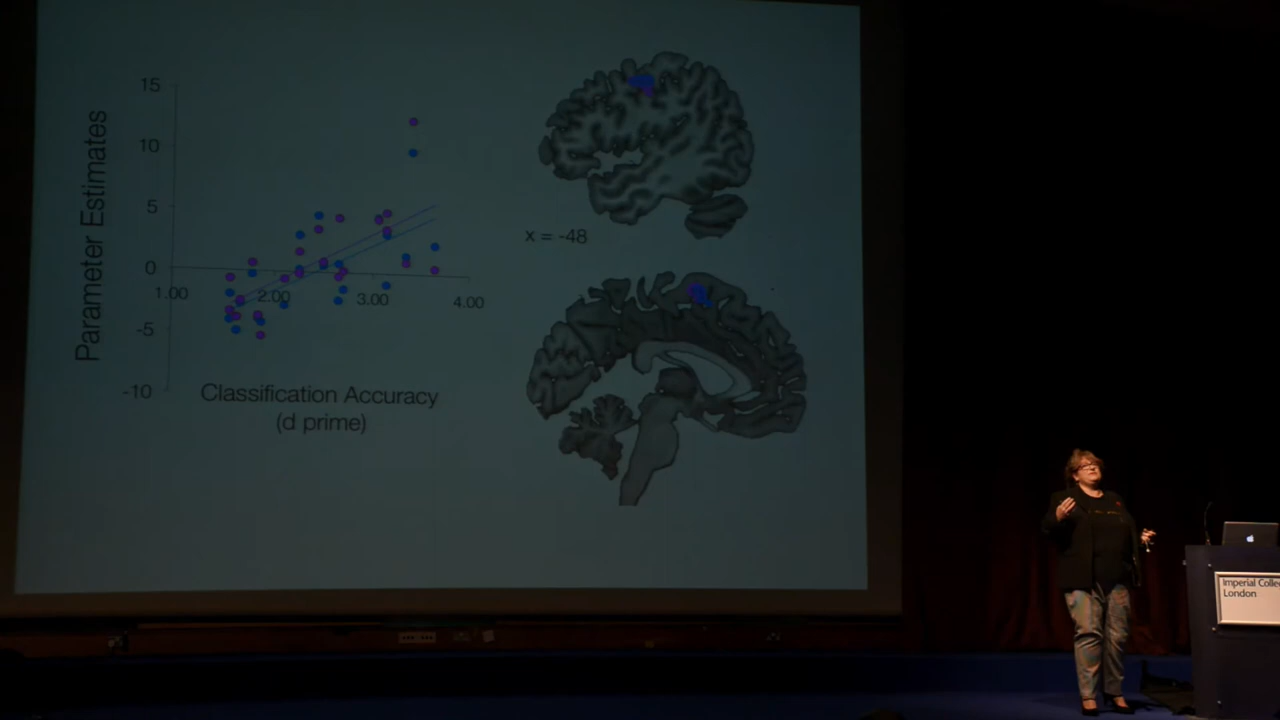 15
10
5
0
-5
-10
Parameter Estimates
1.00
2.00
3.00
4.00
Classification Accuracy
(d prime)
x = -48
Imperial Colle
London